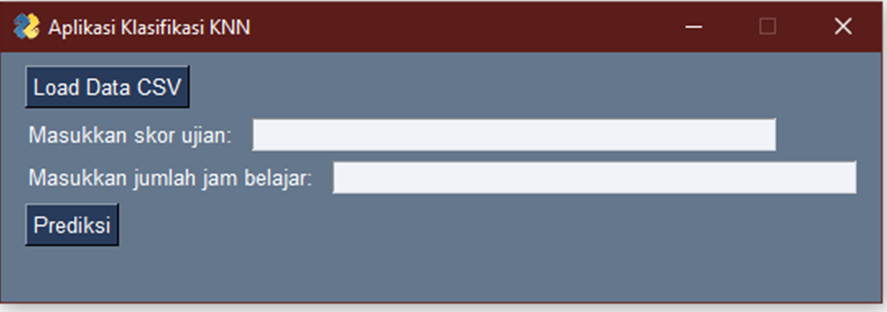 Aplikasi Klasifikasi KNN
Load Data CSV
Masukkan skor ujian:
Masukkan jumlah jam belajar:
Prediksi